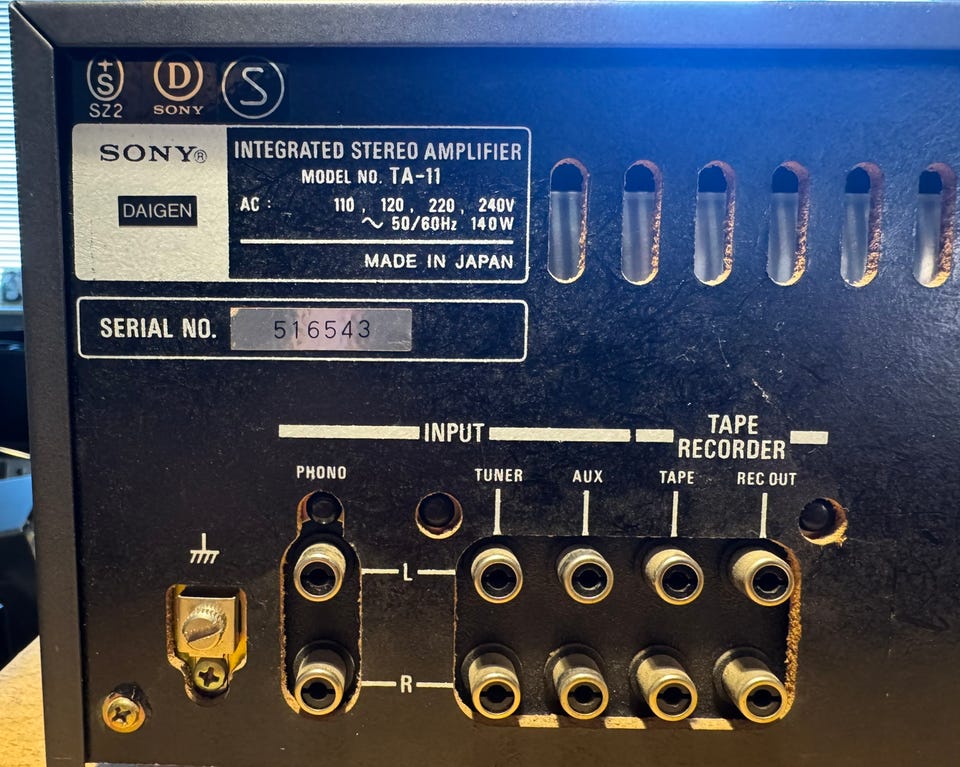 +
S
SZ2
D
SONY
S
SONY®
DAIGEN
INTEGRATED STEREO AMPLIFIER
MODEL NO. TA-11
AC : 110 , 120 , 220 , 240V
~ 50/60Hz 140W
MADE IN JAPAN
SERIAL NO. 516543
INPUT
TAPE
RECORDER
PHONO
TUNER
AUX
TAPE
REC OUT
L
R